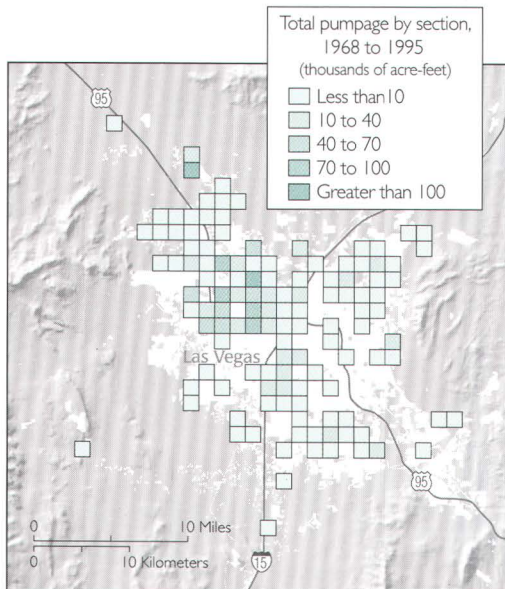 Total pumpage by section,
1968 to 1995
(thousands of acre-feet)
Less than10
10 to 40
40 to 70
70 to 100
Greater than 100
95
Las Vegas
95
0 10 Miles
0 10 Kilometers
15